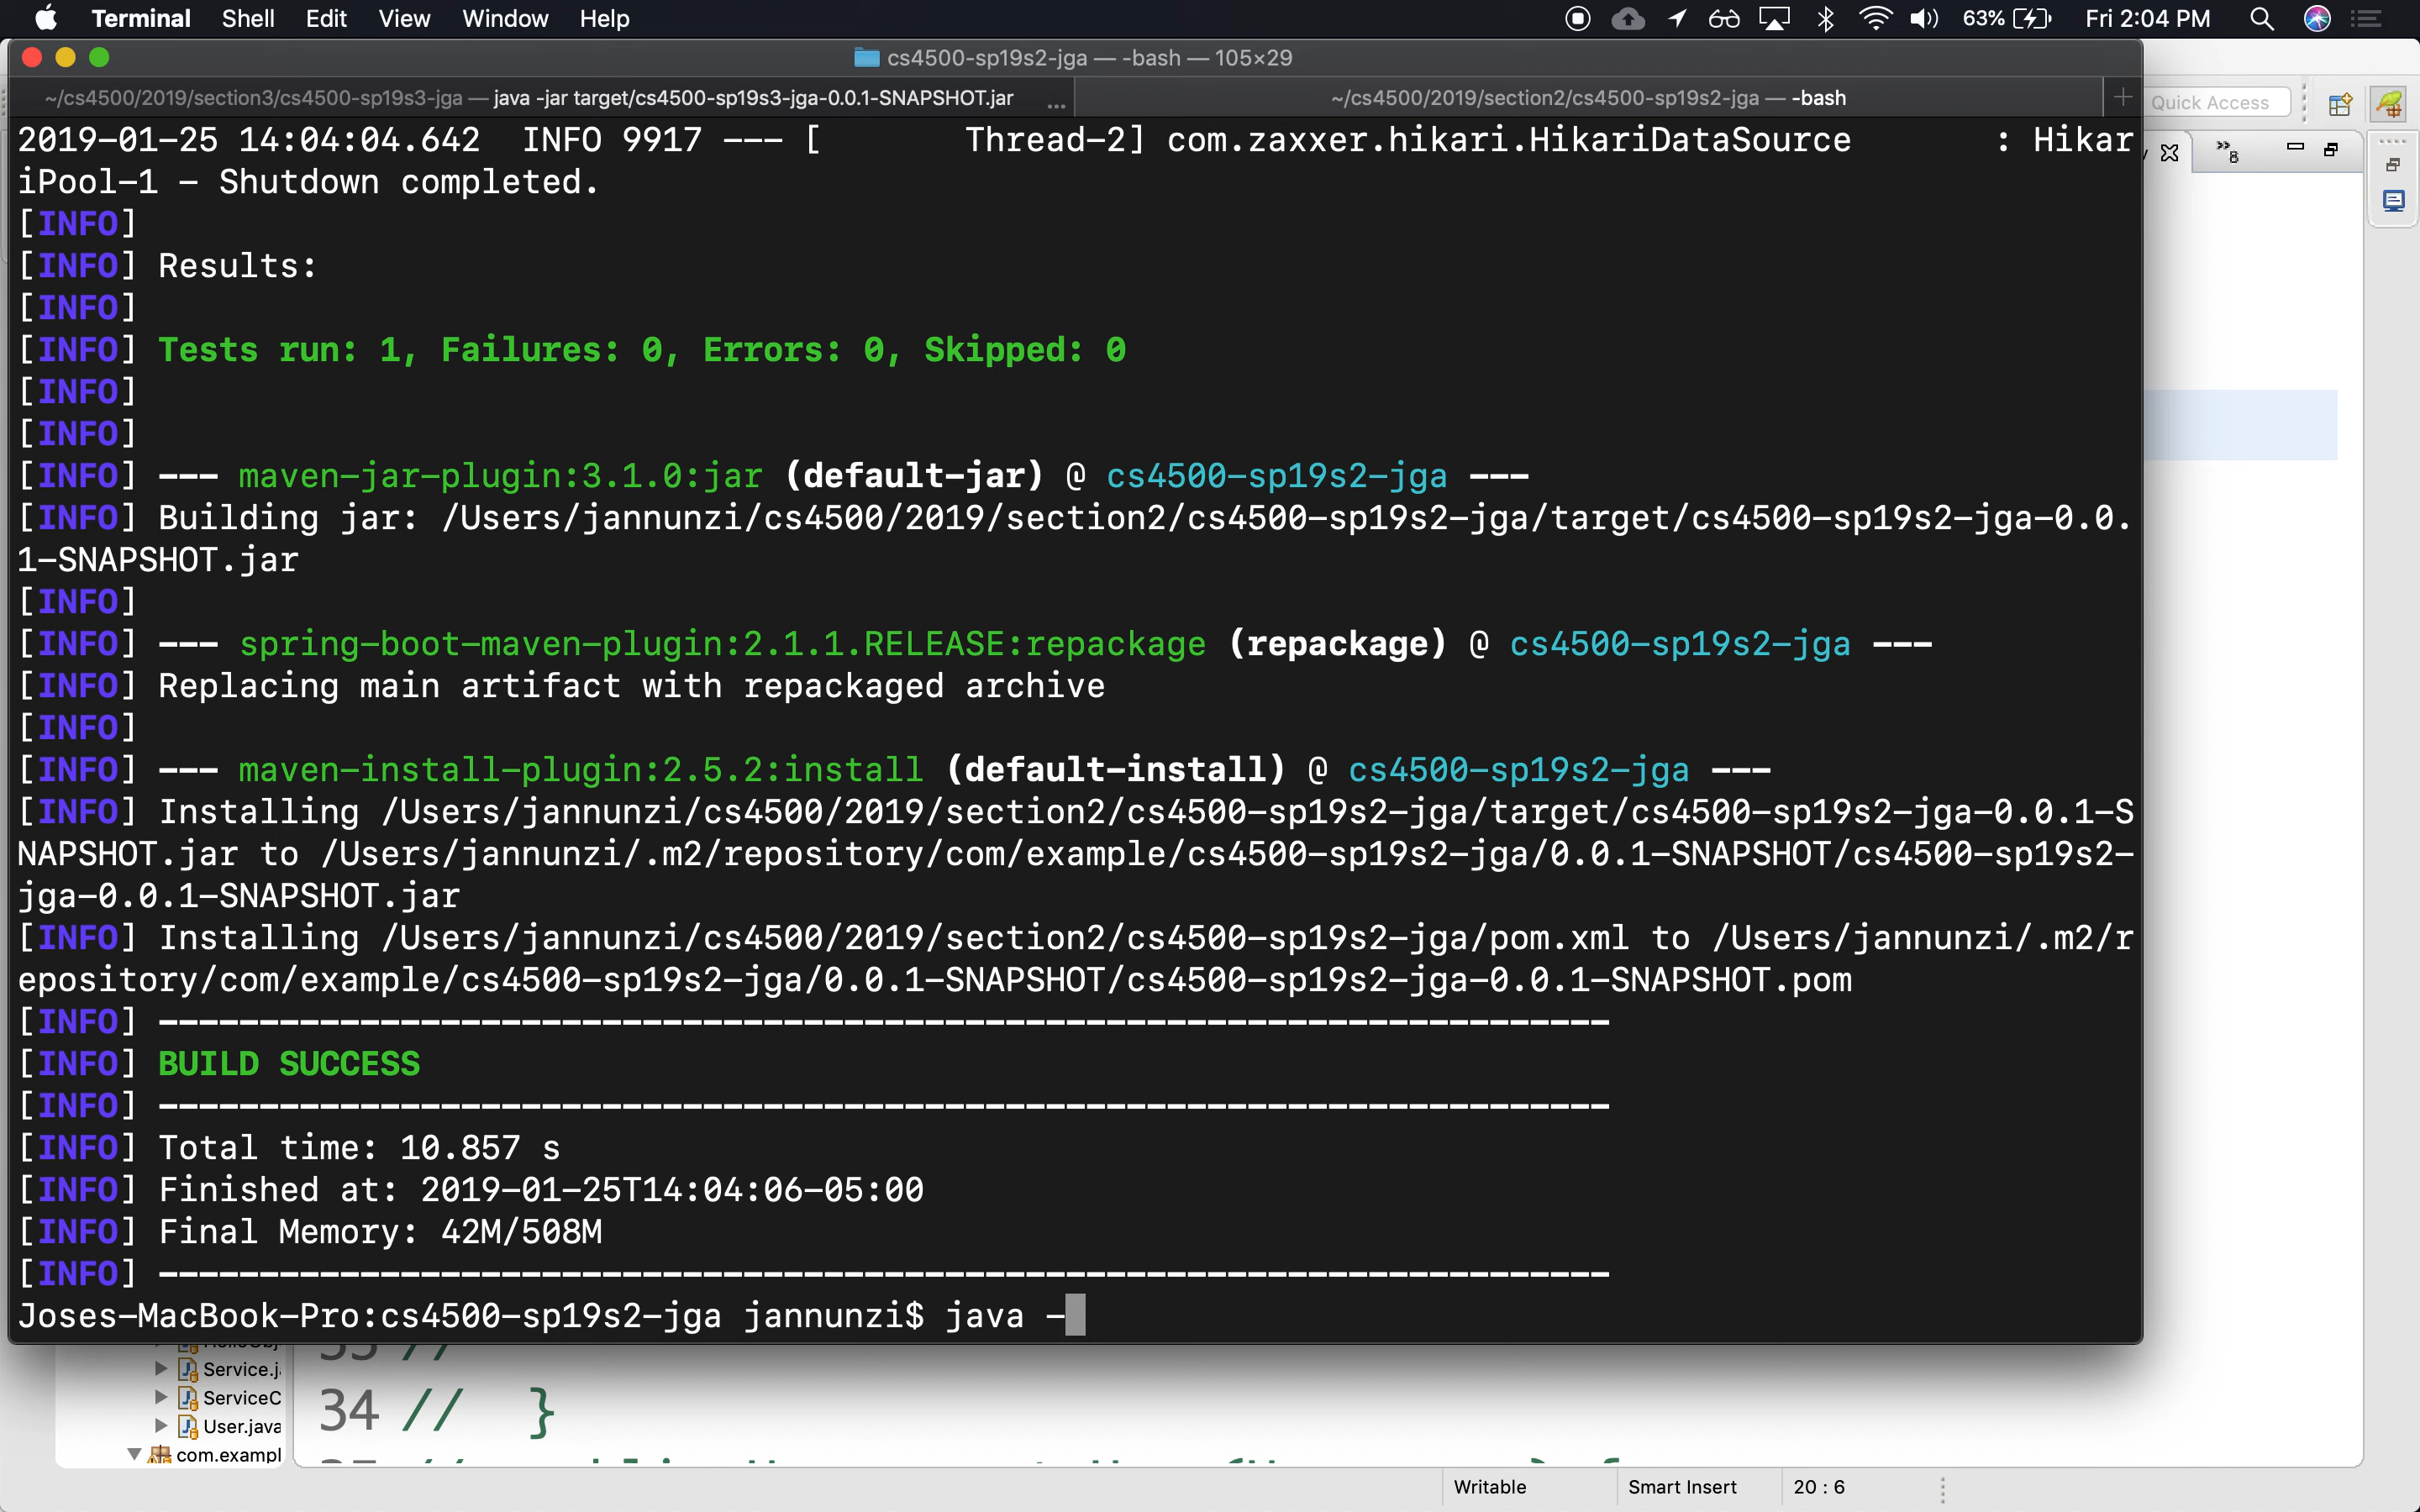 Terminal Shell Edit View Window Help 63% Fri 2:04 PM
cs4500-sp19s2-jga — -bash — 105×29
~/cs4500/2019/section3/cs4500-sp19s3-jga — java -jar target/cs4500-sp19s3-jga-0.0.1-SNAPSHOT.jar ... ~/cs4500/2019/section2/cs4500-sp19s2-jga — -bash +
Quick Access
8
2019-01-25 14:04:04.642  INFO 9917 --- [       Thread-2] com.zaxxer.hikari.HikariDataSource       : Hikar
iPool-1 - Shutdown completed.
[INFO]
[INFO] Results:
[INFO]
[INFO] Tests run: 1, Failures: 0, Errors: 0, Skipped: 0
[INFO]
[INFO]
[INFO] --- maven-jar-plugin:3.1.0:jar (default-jar) @ cs4500-sp19s2-jga ---
[INFO] Building jar: /Users/jannunzi/cs4500/2019/section2/cs4500-sp19s2-jga/target/cs4500-sp19s2-jga-0.0.
1-SNAPSHOT.jar
[INFO]
[INFO] --- spring-boot-maven-plugin:2.1.1.RELEASE:repackage (repackage) @ cs4500-sp19s2-jga ---
[INFO] Replacing main artifact with repackaged archive
[INFO]
[INFO] --- maven-install-plugin:2.5.2:install (default-install) @ cs4500-sp19s2-jga ---
[INFO] Installing /Users/jannunzi/cs4500/2019/section2/cs4500-sp19s2-jga/target/cs4500-sp19s2-jga-0.0.1-S
NAPSHOT.jar to /Users/jannunzi/.m2/repository/com/example/cs4500-sp19s2-jga/0.0.1-SNAPSHOT/cs4500-sp19s2-
jga-0.0.1-SNAPSHOT.jar
[INFO] Installing /Users/jannunzi/cs4500/2019/section2/cs4500-sp19s2-jga/pom.xml to /Users/jannunzi/.m2/r
epository/com/example/cs4500-sp19s2-jga/0.0.1-SNAPSHOT/cs4500-sp19s2-jga-0.0.1-SNAPSHOT.pom
[INFO] ------------------------------------------------------------------------
[INFO] BUILD SUCCESS
[INFO] ------------------------------------------------------------------------
[INFO] Total time: 10.857 s
[INFO] Finished at: 2019-01-25T14:04:06-05:00
[INFO] Final Memory: 42M/508M
[INFO] ------------------------------------------------------------------------
Joses-MacBook-Pro:cs4500-sp19s2-jga jannunzi$ java -
Service.j
ServiceC
User.java
com.exampl
34 // }
Writable Smart Insert 20 : 6